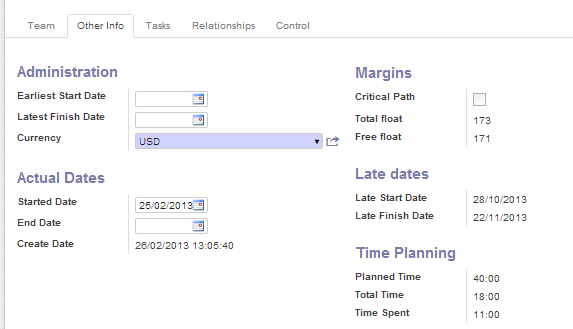 Team Other Info Tasks Relationships Control
Administration
Earliest Start Date
Latest Finish Date
Currency USD
Actual Dates
Started Date 25/02/2013
End Date
Create Date 26/02/2013 13:05:40
Margins
Critical Path
Total float 173
Free float 171
Late dates
Late Start Date 28/10/2013
Late Finish Date 22/11/2013
Time Planning
Planned Time 40:00
Total Time 18:00
Time Spent 11:00